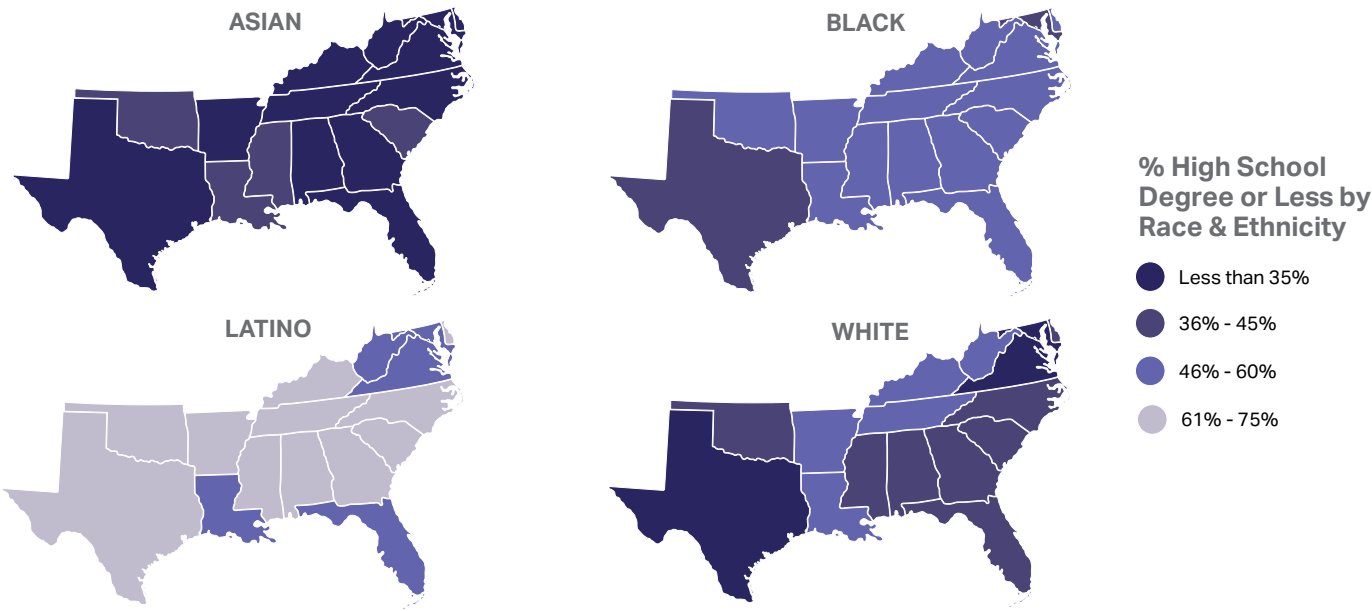 ASIAN
BLACK
LATINO
WHITE
% High School
Degree or Less by
Race & Ethnicity
Less than 35%
36% - 45%
46% - 60%
61% - 75%